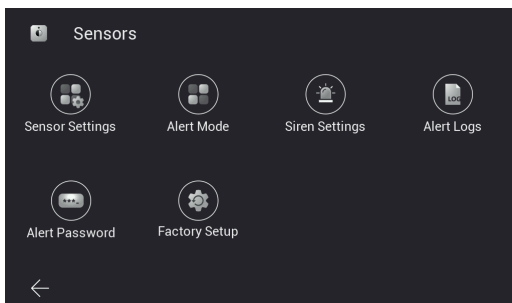 Sensors
Sensor Settings Alert Mode Siren Settings Alert Logs
LOG
Alert Password Factory Setup